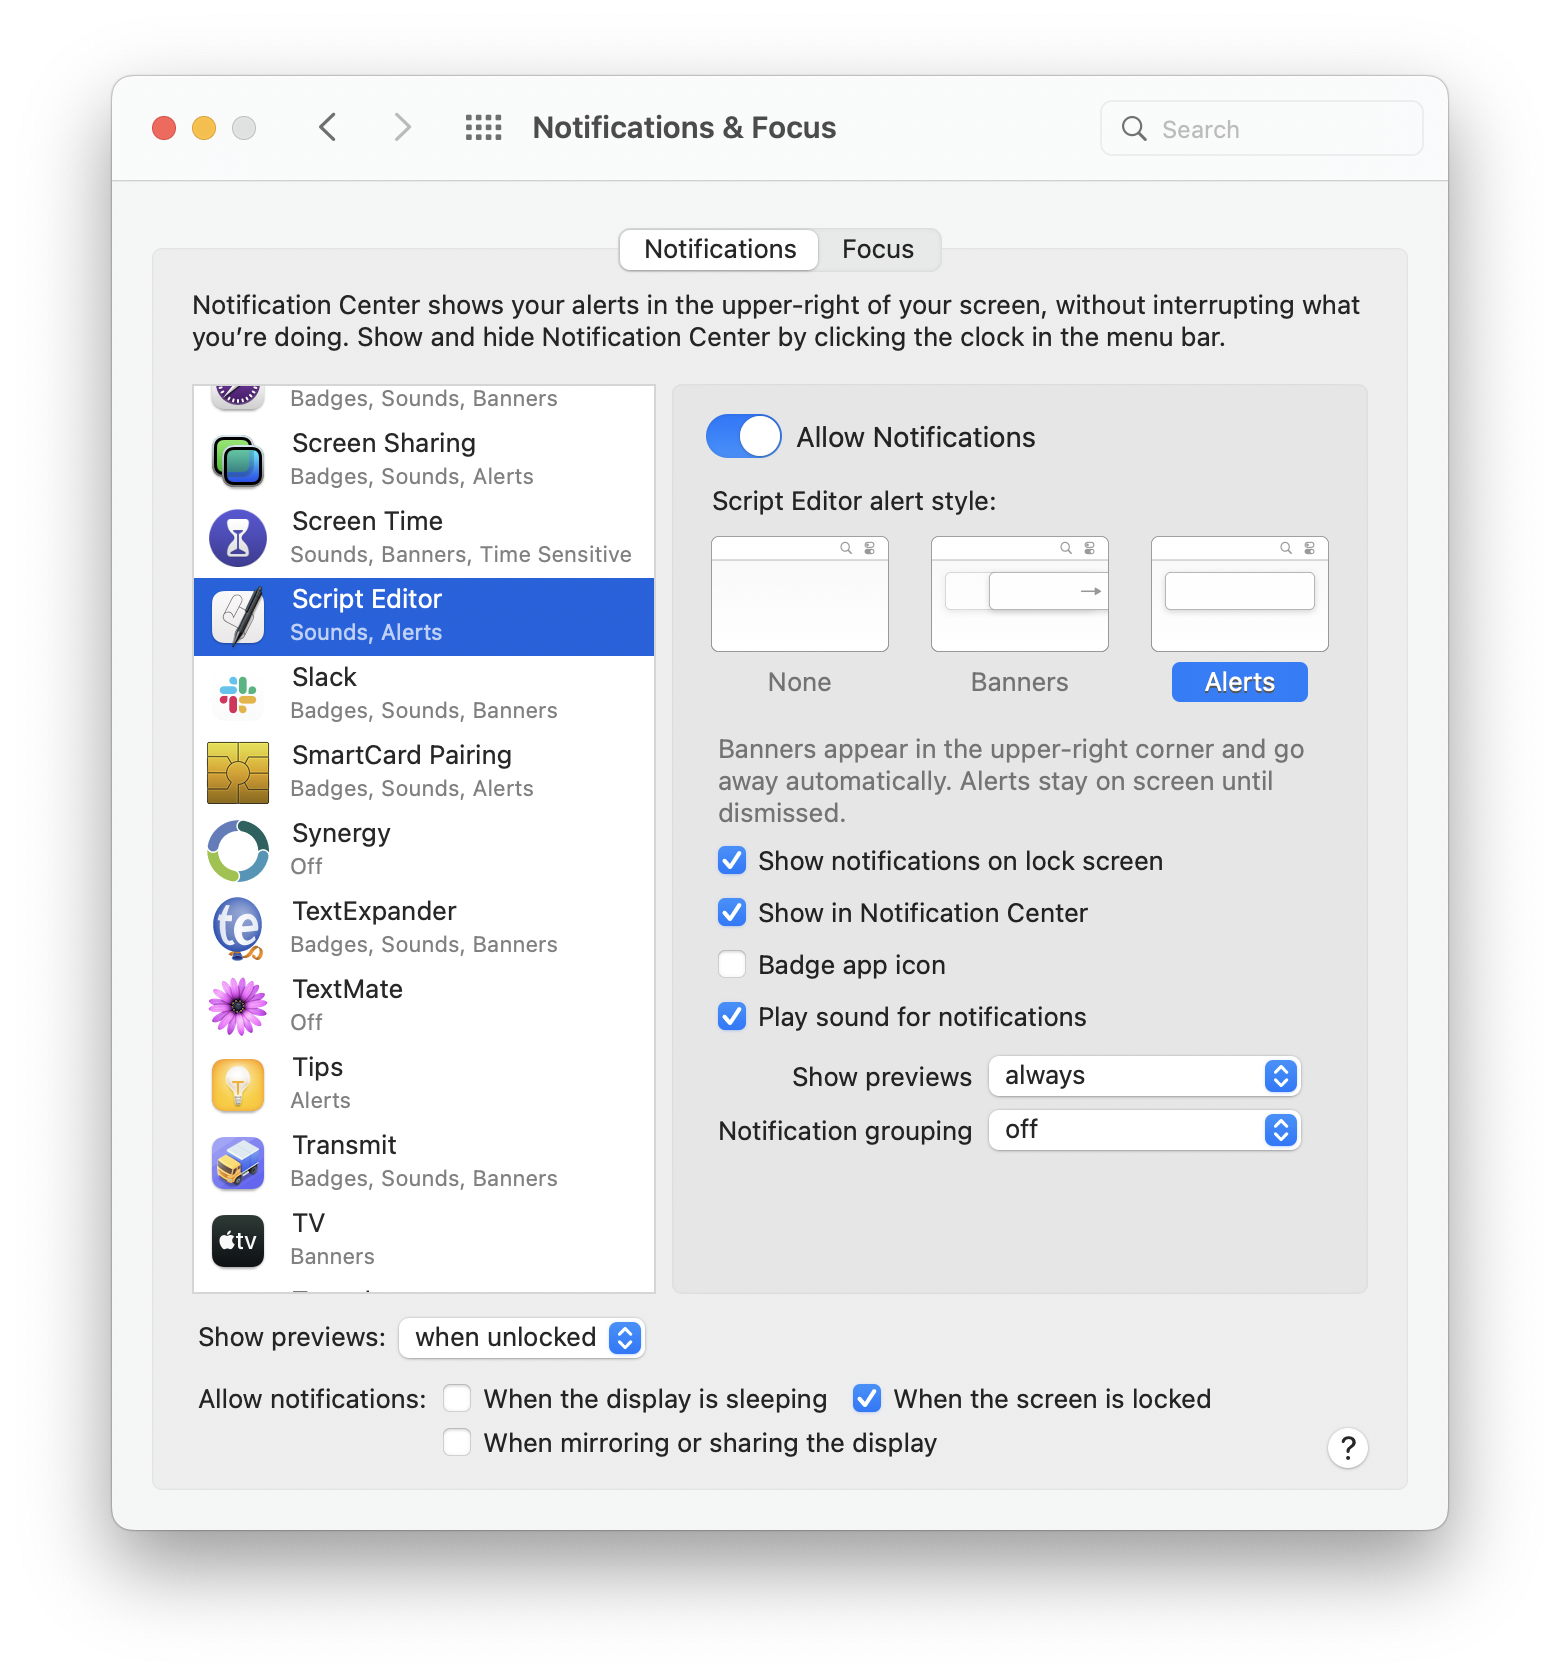 Notifications & Focus
Search
Notifications
Focus
Notification Center shows your alerts in the upper-right of your screen, without interrupting what
you're doing. Show and hide Notification Center by clicking the clock in the menu bar.
Badges, Sounds, Banners
Screen Sharing
Badges, Sounds, Alerts
Screen Time
Sounds, Banners, Time Sensitive
Script Editor
Sounds, Alerts
Slack
Badges, Sounds, Banners
SmartCard Pairing
Badges, Sounds, Alerts
Synergy
Off
te
TextExpander
Badges, Sounds, Banners
TextMate
Off
Tips
Alerts
Transmit
Badges, Sounds, Banners
tv
TV
Banners
Allow Notifications
Script Editor alert style:
None
Banners
Alerts
Banners appear in the upper-right corner and go
away automatically. Alerts stay on screen until
dismissed.
Show notifications on lock screen
Show in Notification Center
Badge app icon
Play sound for notifications
Show previews always
Notification grouping off
Show previews: when unlocked
Allow notifications: When the display is sleeping When the screen is locked
When mirroring or sharing the display
?